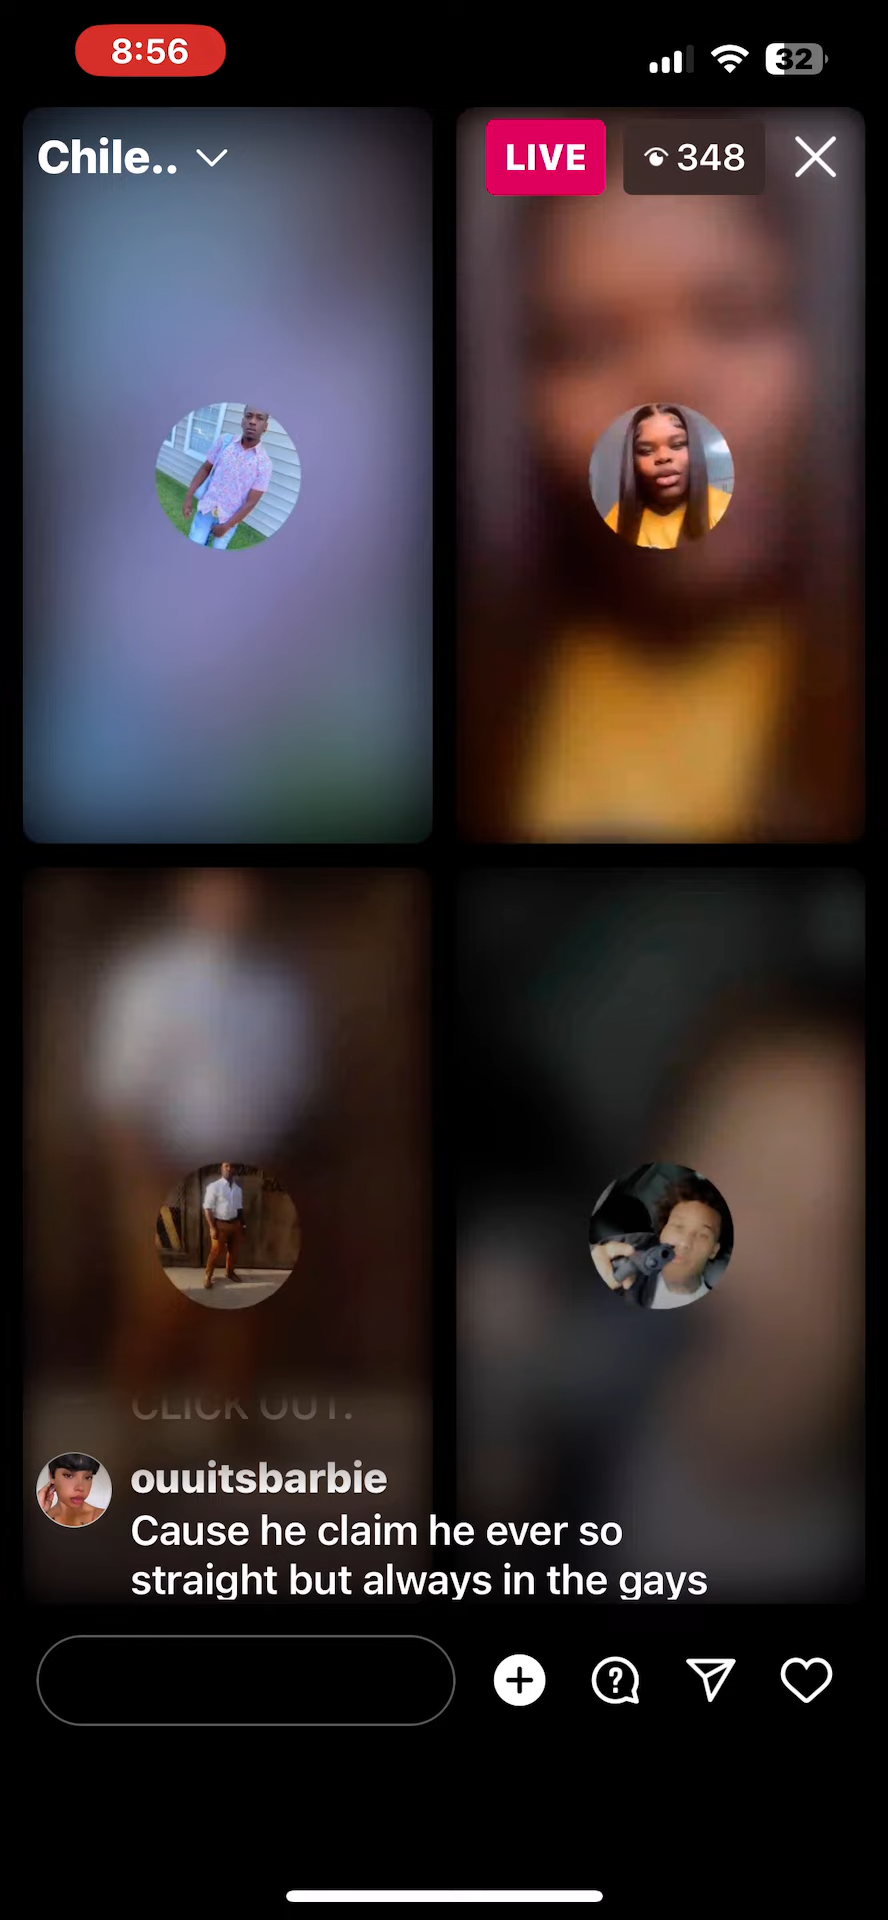 8:56
32
Chile..
LIVE
348
CLICK OUT.
ouuitsbarbie
Cause he claim he ever so
straight but always in the gays